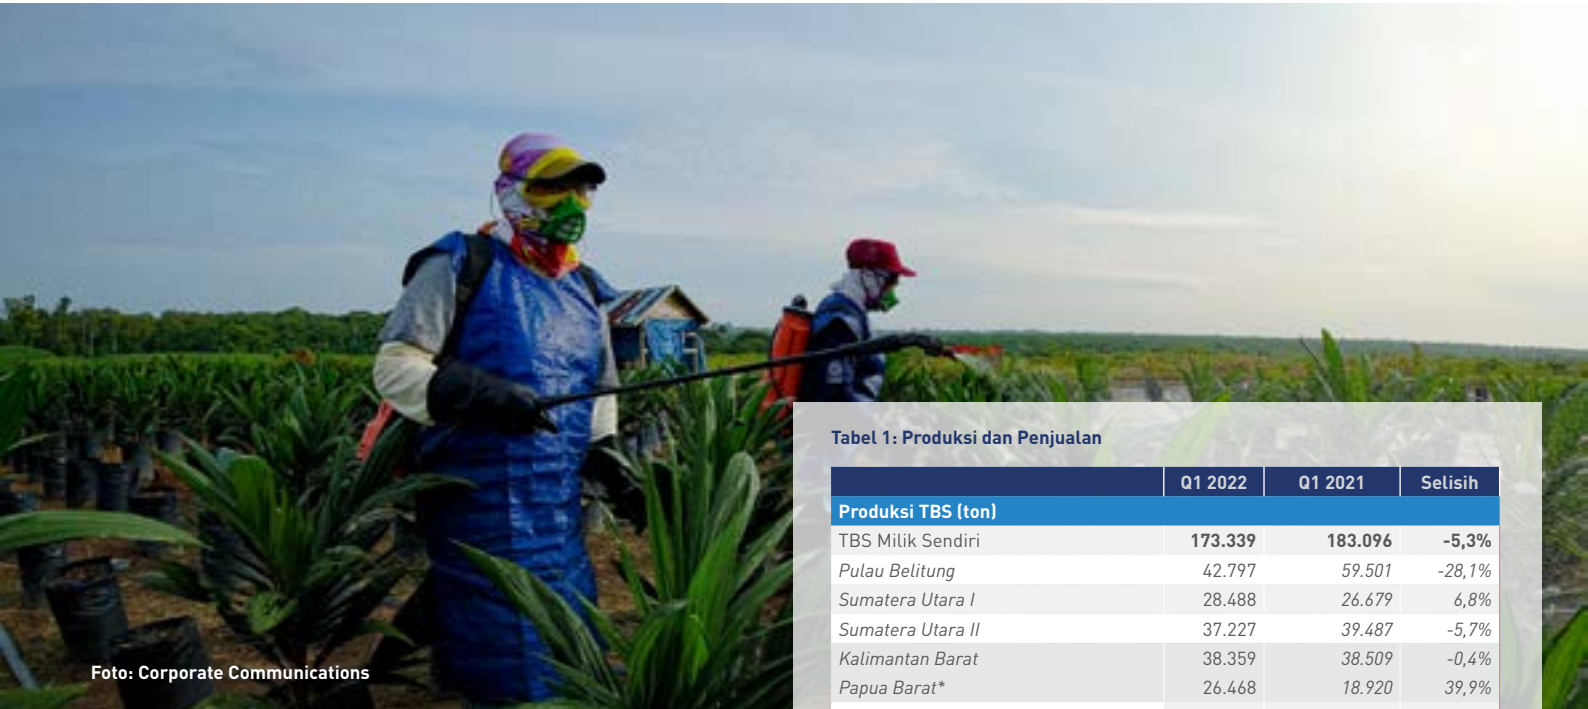 Tabel 1: Produksi dan Penjualan
Q1 2022 Q1 2021 Selisih
Produksi TBS (ton)
TBS Milik Sendiri 173.339 183.096 -5,3%
Pulau Belitung 42.797 59.501 -28,1%
Sumatera Utara I 28.488 26.679 6,8%
Sumatera Utara II 37.227 39.487 -5,7%
Kalimantan Barat 38.359 38.509 -0,4%
Papua Barat* 26.468 18.920 39,9%
Foto: Corporate Communications